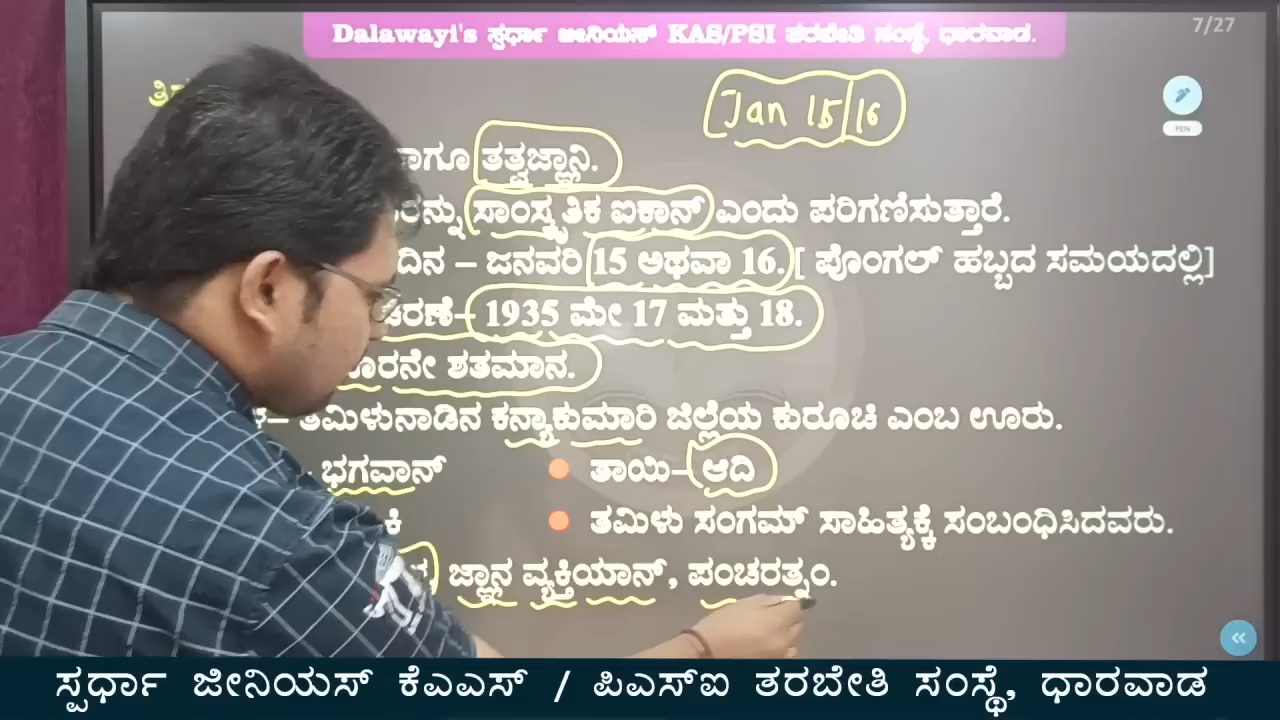 Dalawayi's ಸ್ಪರ್ಧಾ ಜೀನಿಯಸ್ KAS/PSI ತರಬೇತಿ ಸಂಸ್ಥೆ, ಧಾರವಾಡ.
7/27
Jan 15/16
PEN
ತತ್ವಜ್ಞಾನಿ.
ಸಾಂಸ್ಕೃತಿಕ ಐಕಾನ್ ಎಂದು ಪರಿಗಣಿಸುತ್ತಾರೆ.
ದಿನ – ಜನವರಿ 15 ಅಥವಾ 16. [ ಪೊಂಗಲ್ ಹಬ್ಬದ ಸಮಯದಲ್ಲಿ]
1935 ಮೇ 17 ಮತ್ತು 18.
ಶತಮಾನ.
– ತಮಿಳುನಾಡಿನ ಕನ್ಯಾಕುಮಾರಿ ಜಿಲ್ಲೆಯ ಕುರೂಚಿ ಎಂಬ ಊರು.
- ಭಗವಾನ್ ತಾಯಿ– ಆದಿ
ತಮಿಳು ಸಂಗಮ್ ಸಾಹಿತ್ಯಕ್ಕೆ ಸಂಬಂಧಿಸಿದವರು.
ಜ್ಞಾನ ವ್ಯಕ್ತಿಯಾನ್, ಪಂಚರತ್ನಂ.
ಸ್ಪರ್ಧಾ ಜೀನಿಯಸ್ ಕೆಎಎಸ್ / ಪಿಎಸ್ಐ ತರಬೇತಿ ಸಂಸ್ಥೆ, ಧಾರವಾಡ